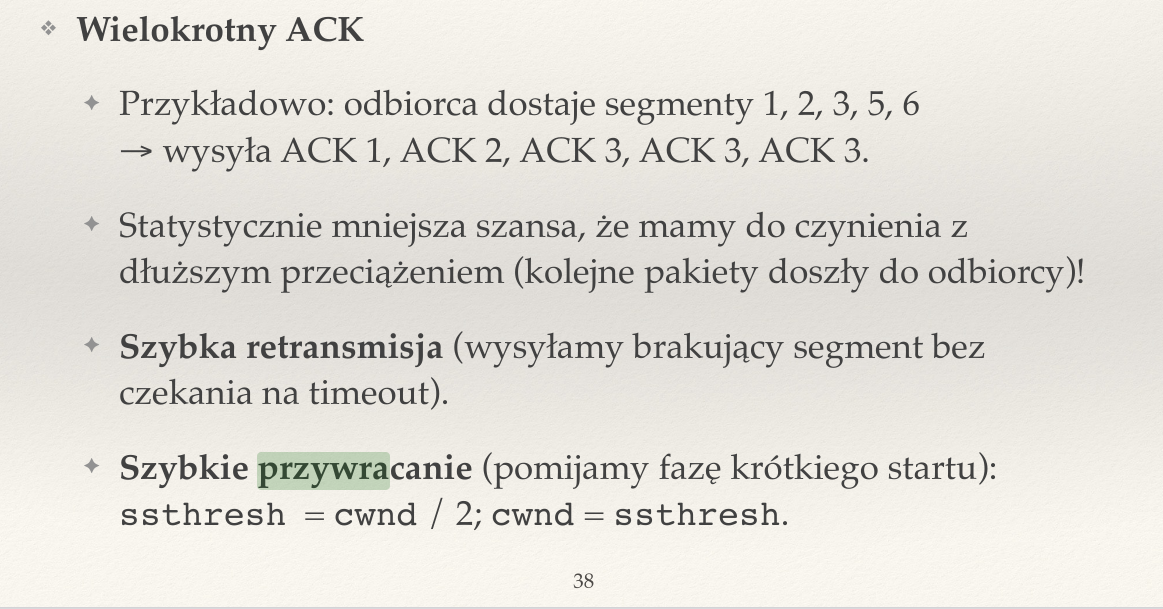 Wielokrotny ACK
Przykładowo: odbiorca dostaje segmenty 1, 2, 3, 5, 6
→ wysyła ACK 1, ACK 2, ACK 3, ACK 3, ACK 3.
Statystycznie mniejsza szansa, że mamy do czynienia z
dłuższym przeciążeniem (kolejne pakiety doszły do odbiorcy)!
Szybka retransmisja (wysyłamy brakujący segment bez
czekania na timeout).
Szybkie przywracanie (pomijamy fazę krótkiego startu):
ssthresh = cwnd / 2; cwnd = ssthresh.
38